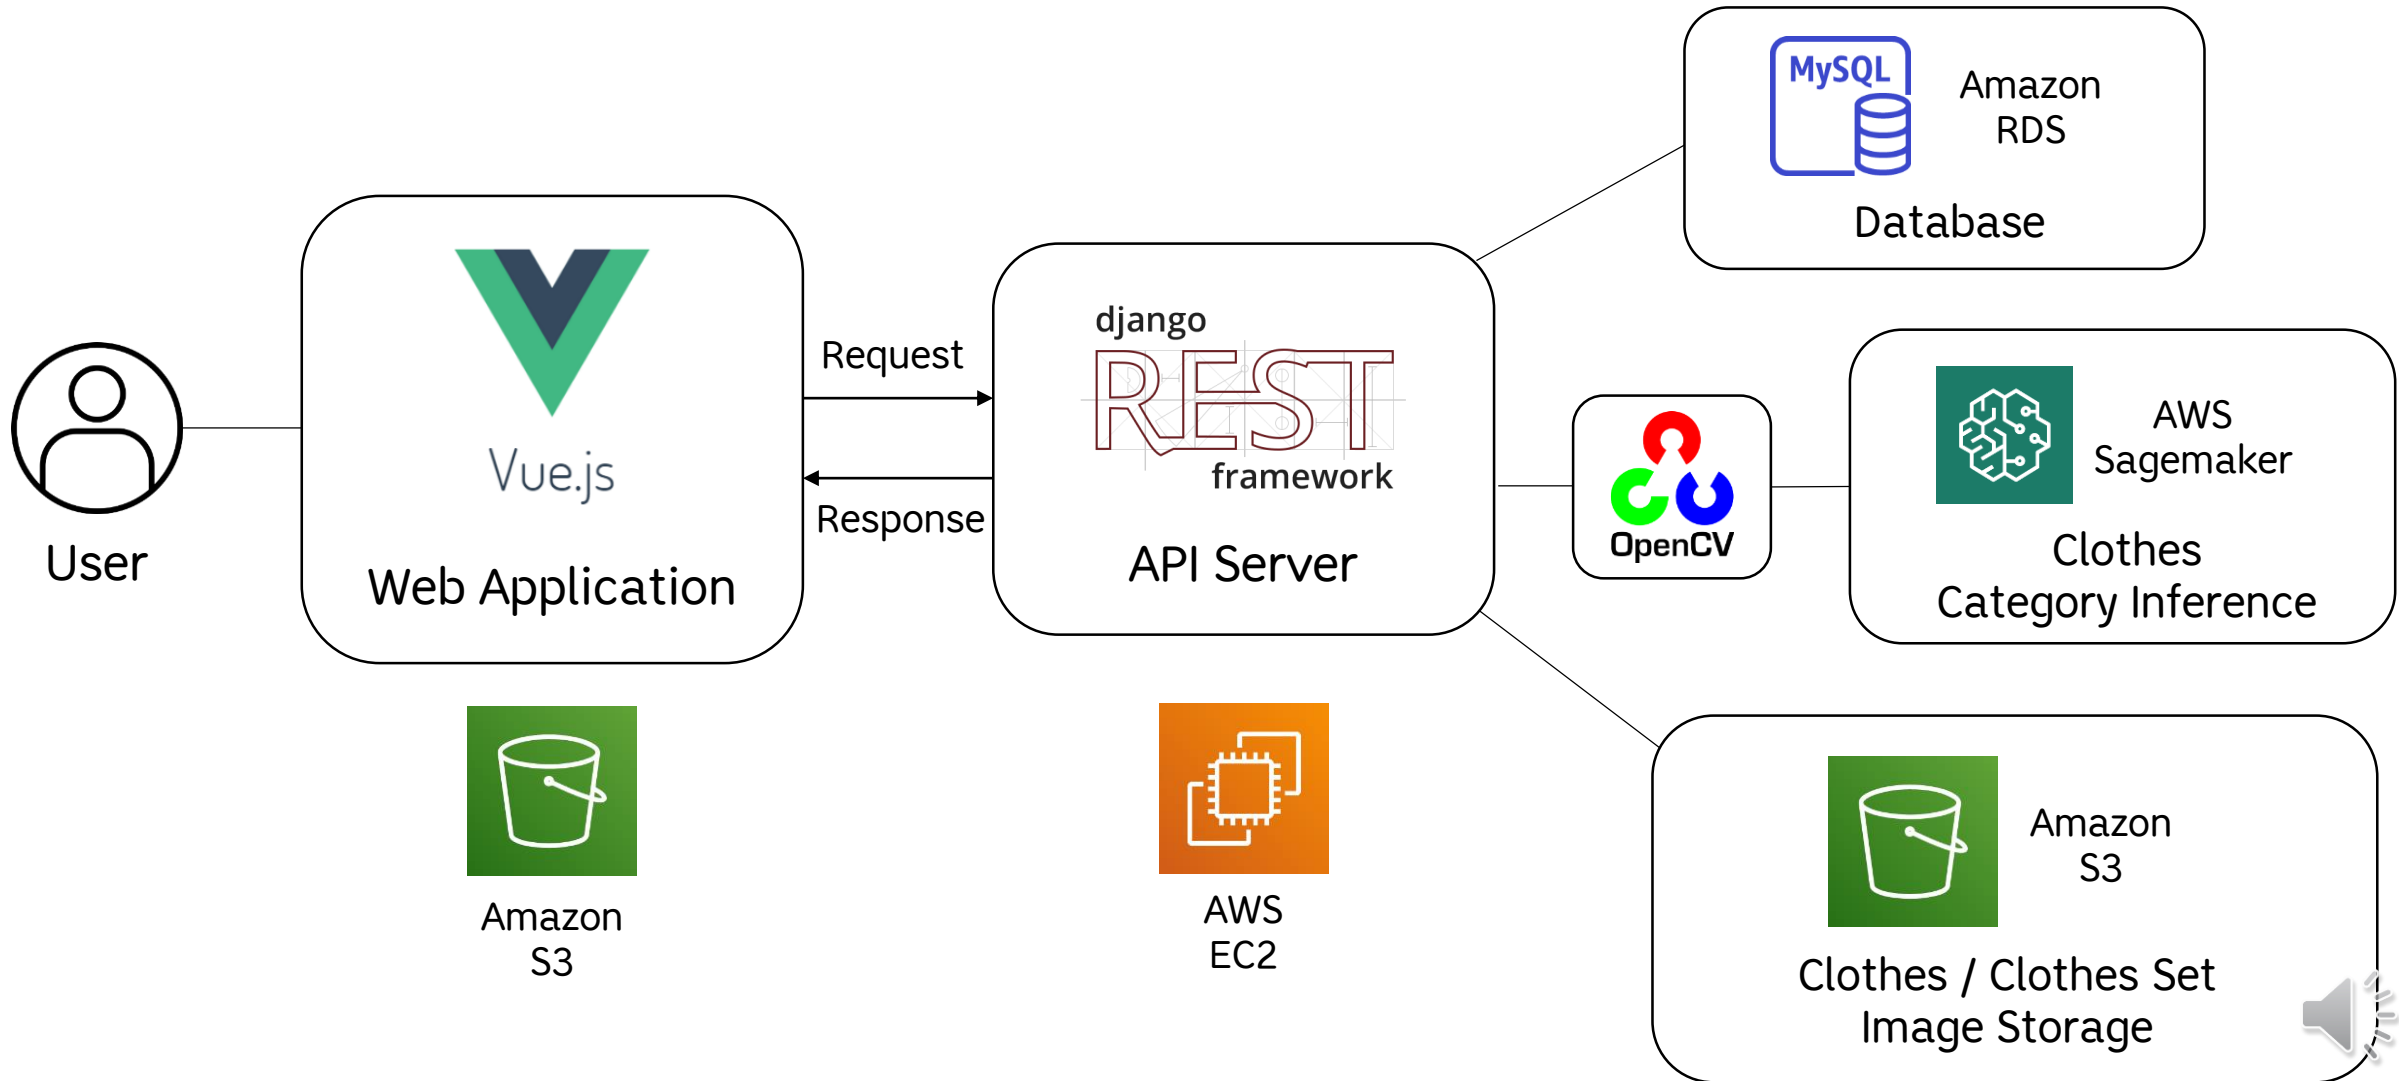 User
Vue.js
Web Application
Amazon
S3
Request
Response
django
REST
framework
API Server
AWS
EC2
MySQL
Amazon
RDS
Database
OpenCV
AWS
Sagemaker
Clothes
Category Inference
Amazon
S3
Clothes / Clothes Set
Image Storage